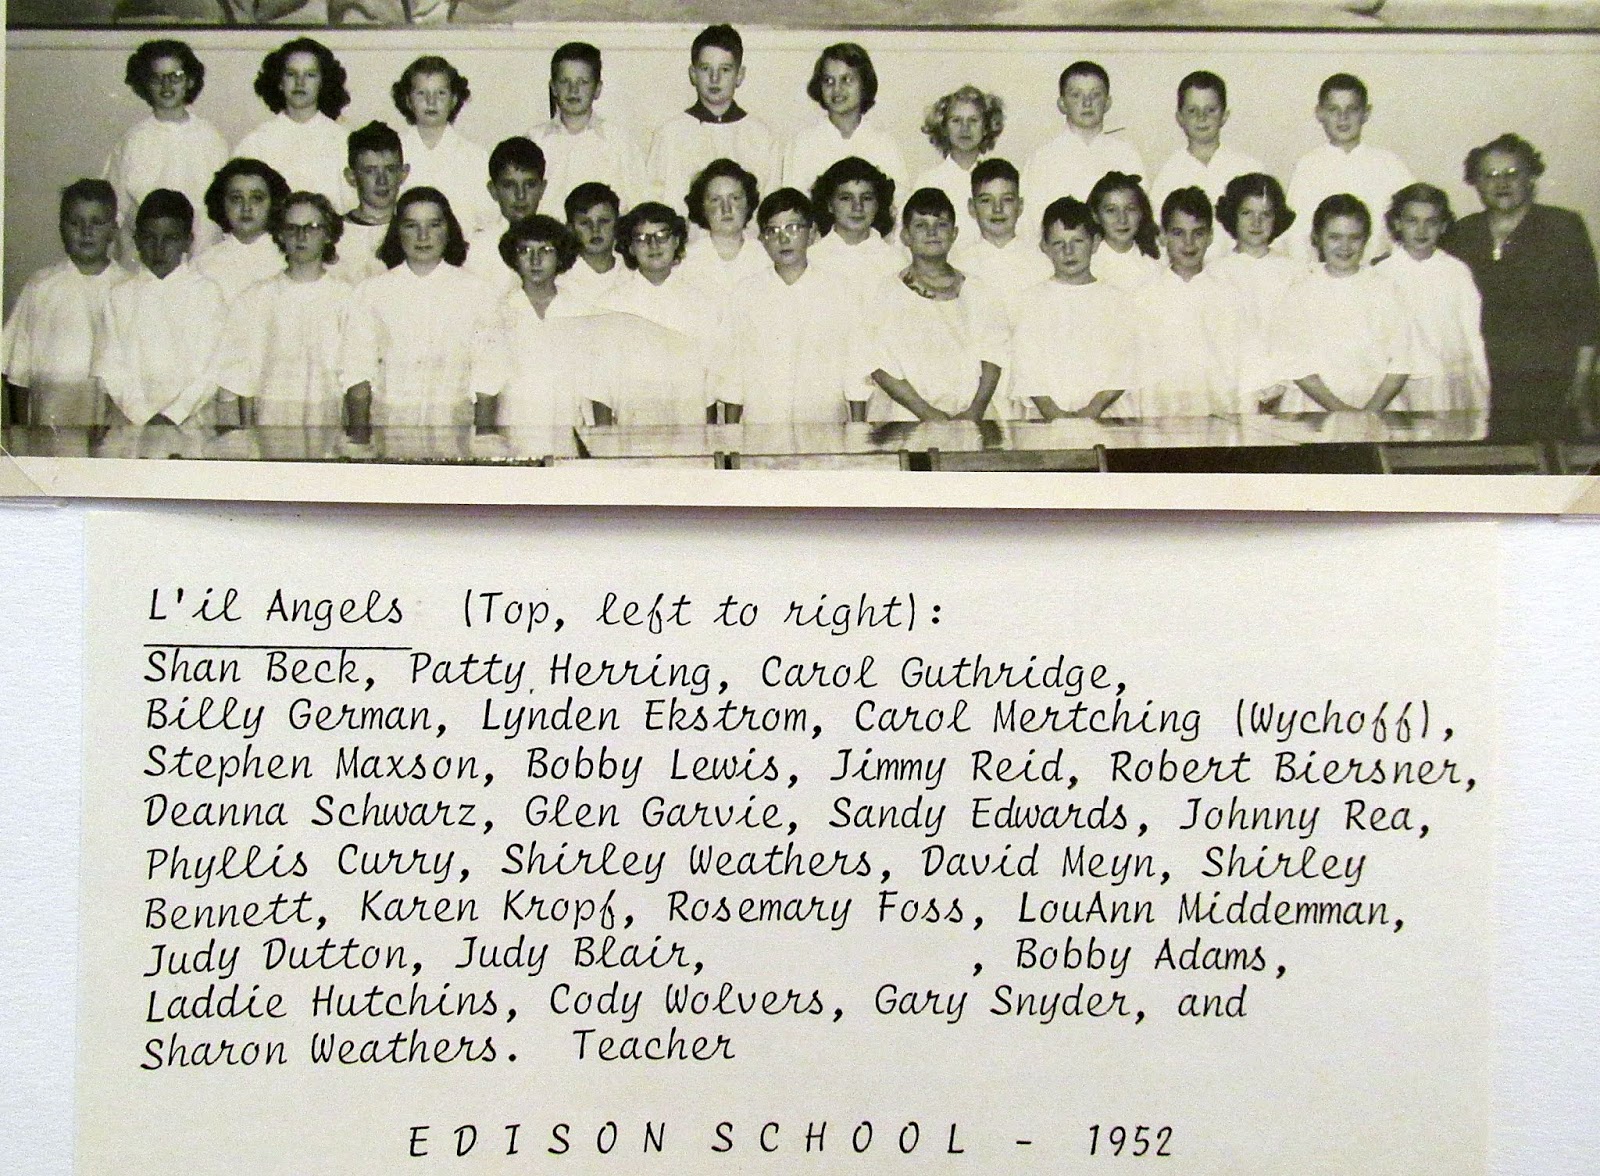 L'il Angels (Top, left to right):
Shan Beck, Patty Herring, Carol Guthridge,
Billy German, Lynden Ekstrom, Carol Mertching (Wychoff),
Stephen Maxson, Bobby Lewis, Jimmy Reid, Robert Biersner,
Deanna Schwarz, Glen Garvie, Sandy Edwards, Johnny Rea,
Phyllis Curry, Shirley Weathers, David Meyn, Shirley
Bennett, Karen Kropf, Rosemary Foss, LouAnn Middemman,
Judy Dutton, Judy Blair, , Bobby Adams,
Laddie Hutchins, Cody Wolvers, Gary Snyder, and
Sharon Weathers. Teacher
EDISON SCHOOL - 1952